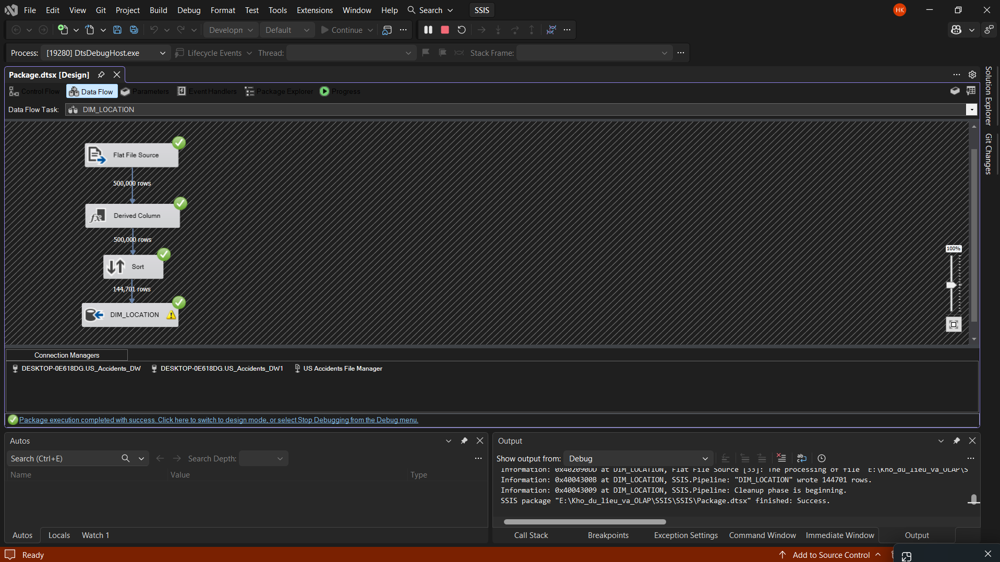 File Edit View Git Project Build Debug Format Test Tools Extensions Window Help Search SSIS HK
Developn Default Continue
Process: [19280] DtsDebugHost.exe Lifecycle Events Thread: Stack Frame:
Package.dtsx [Design]
Control Flow Data Flow Parameters Event Handlers Package Explorer Progress
Data Flow Task: DIM_LOCATION
Flat File Source
500,000 rows
Derived Column
500,000 rows
Sort
144,701 rows
DIM_LOCATION
100%
Solution Explorer
Git Changes
Connection Managers
DESKTOP-0E618DG.US_Accidents_DW DESKTOP-0E618DG.US_Accidents_DW1 US Accidents File Manager
Package execution completed with success. Click here to switch to design mode, or select Stop Debugging from the Debug menu.
Autos
Search (Ctrl+E) Search Depth:
Name Value Type
Autos Locals Watch 1
Output
Show output from: Debug
Information: 0x402090DD at DIM_LOCATION, Flat File Source [33]: The processing of file E:\Kho_du_lieu_va_OLAP\S
Information: 0x4004300B at DIM_LOCATION, SSIS.Pipeline: "DIM_LOCATION" wrote 144701 rows.
Information: 0x40043009 at DIM_LOCATION, SSIS.Pipeline: Cleanup phase is beginning.
SSIS package "E:\Kho_du_lieu_va_OLAP\SSIS\SSIS\Package.dtsx" finished: Success.
Call Stack Breakpoints Exception Settings Command Window Immediate Window Output
Ready Add to Source Control